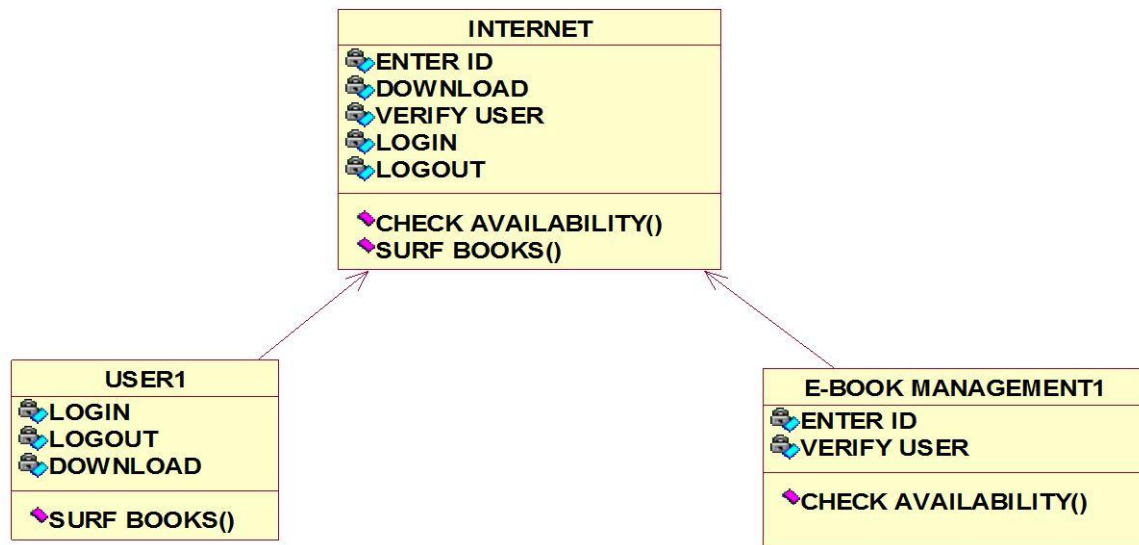 INTERNET
ENTER ID
DOWNLOAD
VERIFY USER
LOGIN
LOGOUT
CHECK AVAILABILITY()
SURF BOOKS()
USER1
LOGIN
LOGOUT
DOWNLOAD
SURF BOOKS()
E-BOOK MANAGEMENT1
ENTER ID
VERIFY USER
CHECK AVAILABILITY()